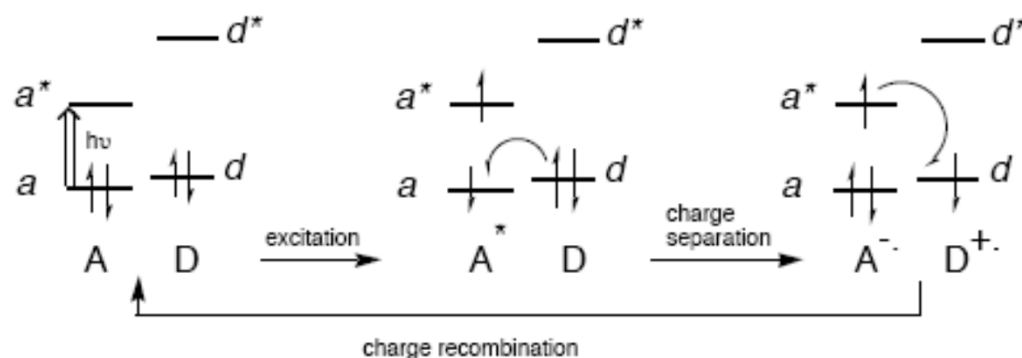 d* d* d*
a* a* a*
hυ
a d a d a d
charge
separation
excitation
A D A* D A-. D+.
charge recombination